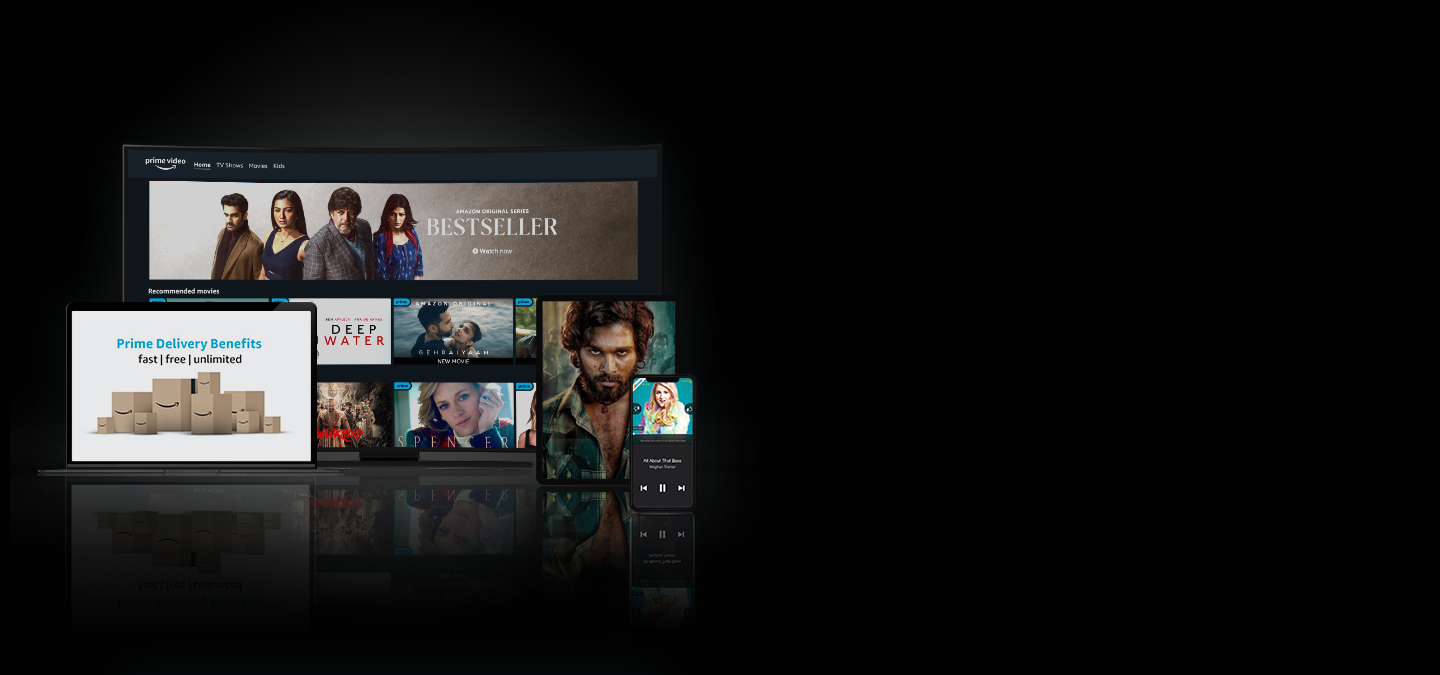 prime video
Home TV Shows Movies Kids
AMAZON ORIGINAL SERIES
BESTSELLER
Watch now
Recommended movies
prime
prime
prime
AMAZON ORIGINAL
DEEP
WATER
GEHRAIYAAM
NEW MOVIE
Prime Delivery Benefits
fast | free | unlimited
prime
SPENCER
All About That Bass
Meghan Trainor